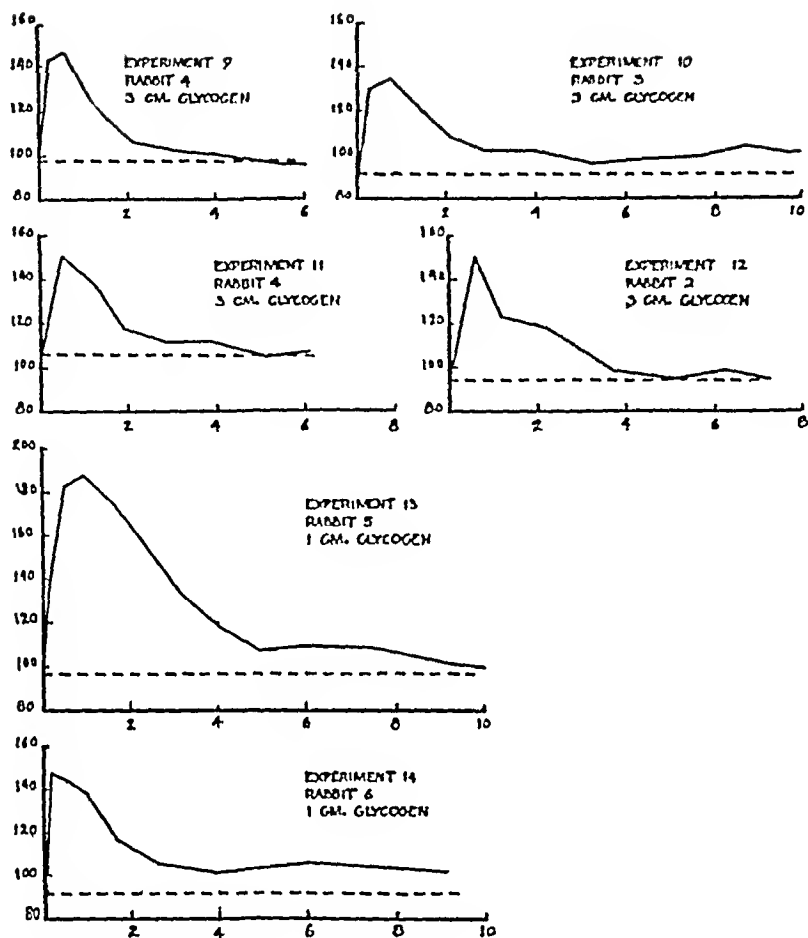 160
140
120
100
80
EXPERIMENT 9
RABBIT 4
3 GM. GLYCOGEN
2 4 6
160
140
120
100
80
EXPERIMENT 10
RABBIT 3
3 GM. GLYCOGEN
2 4 6 8 10
160
140
120
100
80
EXPERIMENT 11
RABBIT 4
3 GM. GLYCOGEN
2 4 6 8
160
140
120
100
80
EXPERIMENT 12
RABBIT 2
3 GM. GLYCOGEN
2 4 6 8
200
180
160
140
120
100
80
EXPERIMENT 13
RABBIT 5
1 GM. GLYCOGEN
2 4 6 8 10
160
140
120
100
80
EXPERIMENT 14
RABBIT 6
1 GM. GLYCOGEN
2 4 6 8 10